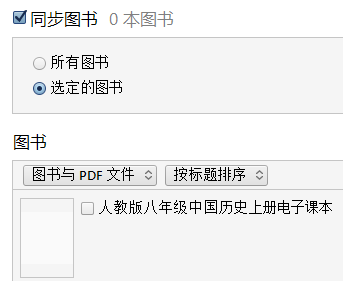 同步图书 0 本图书
所有图书
选定的图书
图书
图书与 PDF 文件 按标题排序
人教版八年级中国历史上册电子课本